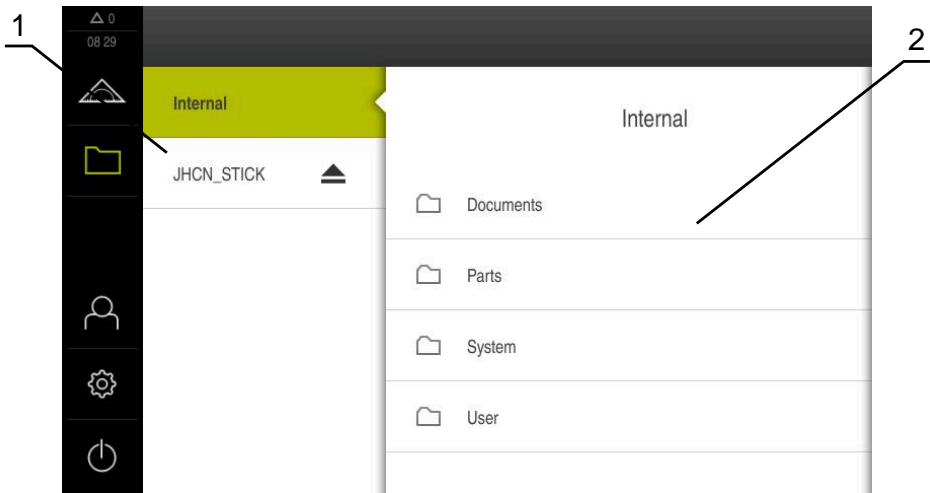 1
0
08 29
2
Internal
Internal
JHCN_STICK
Documents
Parts
System
User